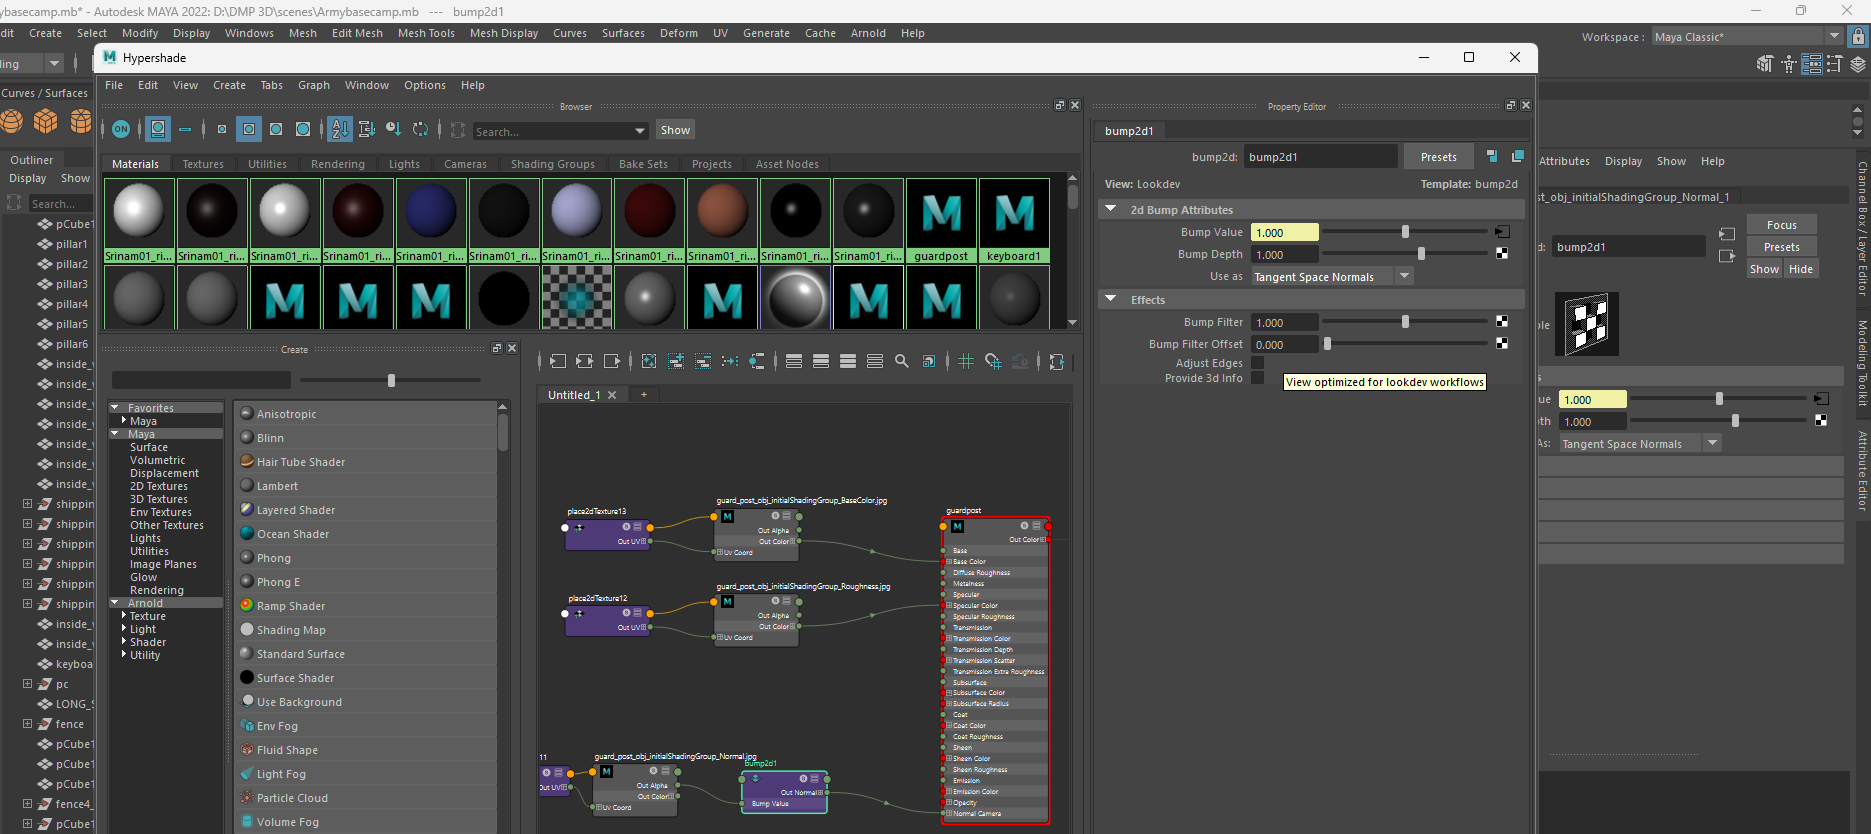 ybasecamp.mb* - Autodesk MAYA 2022: D:\DMP 3D\scenes\Armybasecamp.mb --- bump2d1
dit Create Select Modify Display Windows Mesh Edit Mesh Mesh Tools Mesh Display Curves Surfaces Deform UV Generate Cache Arnold Help
Workspace : Maya Classic*
ling
Hypershade
File Edit View Create Tabs Graph Window Options Help
Curves / Surfaces
Browser
ON
Search...
Show
Materials Textures Utilities Rendering Lights Cameras Shading Groups Bake Sets Projects Asset Nodes
Srinam01_ri... Srinam01_ri... Srinam01_ri... Srinam01_ri... Srinam01_ri... Srinam01_ri... Srinam01_ri... Srinam01_ri... Srinam01_ri... Srinam01_ri... Srinam01_ri... guardpost keyboard1
Outliner
Display Show
Search...
pCube1
pillar1
pillar2
pillar3
pillar4
pillar5
pillar6
inside_
inside_
inside_
inside_
inside_
inside_
inside_
shippin
shippin
shippin
shippin
shippin
inside_
inside_
keyboa
pc
LONG_S
fence
pCube1
pCube1
pCube1
fence4_
pCube1
Create
Favorites
Maya
Maya
Surface
Volumetric
Displacement
2D Textures
3D Textures
Env Textures
Other Textures
Lights
Utilities
Image Planes
Glow
Rendering
Arnold
Texture
Light
Shader
Utility
Anisotropic
Blinn
Hair Tube Shader
Lambert
Layered Shader
Ocean Shader
Phong
Phong E
Ramp Shader
Shading Map
Standard Surface
Surface Shader
Use Background
Env Fog
Fluid Shape
Light Fog
Particle Cloud
Volume Fog
Untitled_1
+
place2dTexture13
Out UV
guard_post_obj_initialShadingGroup_BaseColor.jpg
Out Alpha
Out Color
Uv Coord
place2dTexture12
Out UV
guard_post_obj_initialShadingGroup_Roughness.jpg
Out Alpha
Out Color
Uv Coord
11
Out UV
guard_post_obj_initialShadingGroup_Normal.jpg
Out Alpha
Out Color
Uv Coord
bump2d1
Out Normal
Bump Value
guardpost
Out Color
Base
Base Color
Diffuse Roughness
Metalness
Specular
Specular Color
Specular Roughness
Transmission
Transmission Color
Transmission Depth
Transmission Scatter
Transmission Extra Roughness
Subsurface
Subsurface Color
Subsurface Radius
Coat
Coat Color
Coat Roughness
Sheen
Sheen Color
Sheen Roughness
Emission
Emission Color
Opacity
Normal Camera
Property Editor
bump2d1
bump2d: bump2d1
Presets
View: Lookdev
Template: bump2d
2d Bump Attributes
Bump Value 1.000
Bump Depth 1.000
Use as Tangent Space Normals
Effects
Bump Filter 1.000
Bump Filter Offset 0.000
Adjust Edges
Provide 3d Info
View optimized for lookdev workflows
Attributes Display Show Help
st_obj_initialShadingGroup_Normal_1
d: bump2d1
Focus
Presets
Show Hide
ple
s
ue 1.000
th 1.000
As: Tangent Space Normals
Channel Box / Layer Editor
Modeling Toolkit
Attribute Editor